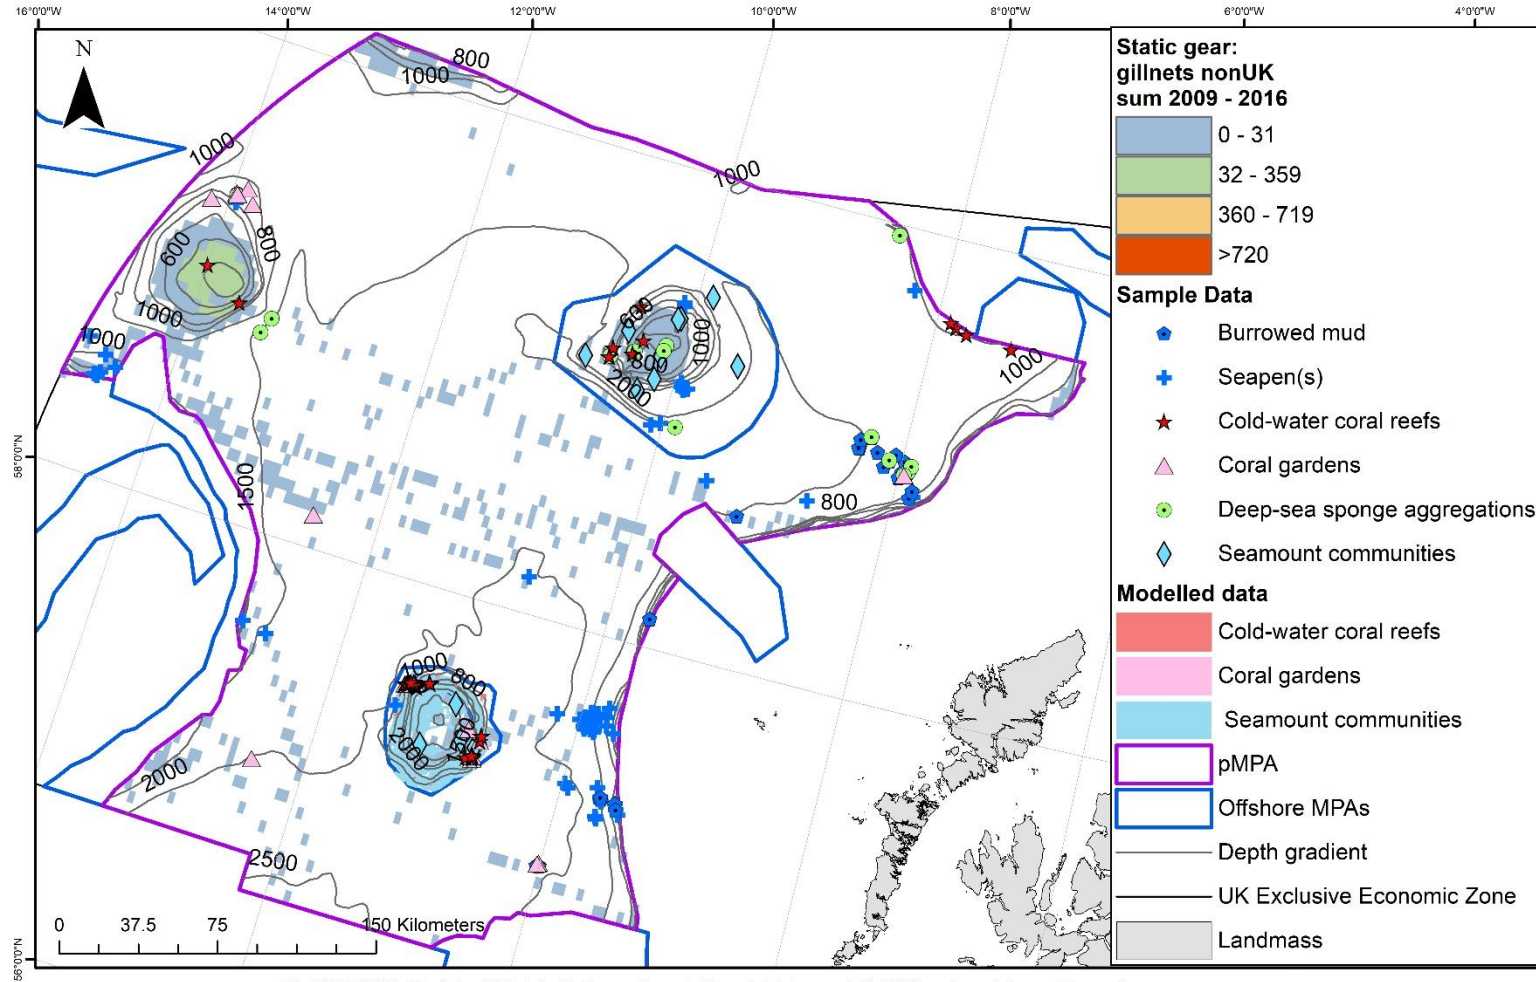 16°0'0"W 14°0'0"W 12°0'0"W 10°0'0"W 8°0'0"W 6°0'0"W 4°0'0"W
N
800
1000
1000
1000
600
800
1000
1000
600
1000
800
2000
1000
58°0'0"N
1500
800
1000
800
2000
1500
2000
2500
0 37.5 75 150 Kilometers
56°0'0"N
Static gear:
gillnets nonUK
sum 2009 - 2016
0 - 31
32 - 359
360 - 719
>720
Sample Data
Burrowed mud
Seapen(s)
Cold-water coral reefs
Coral gardens
Deep-sea sponge aggregations
Seamount communities
Modelled data
Cold-water coral reefs
Coral gardens
Seamount communities
pMPA
Offshore MPAs
Depth gradient
UK Exclusive Economic Zone
Landmass